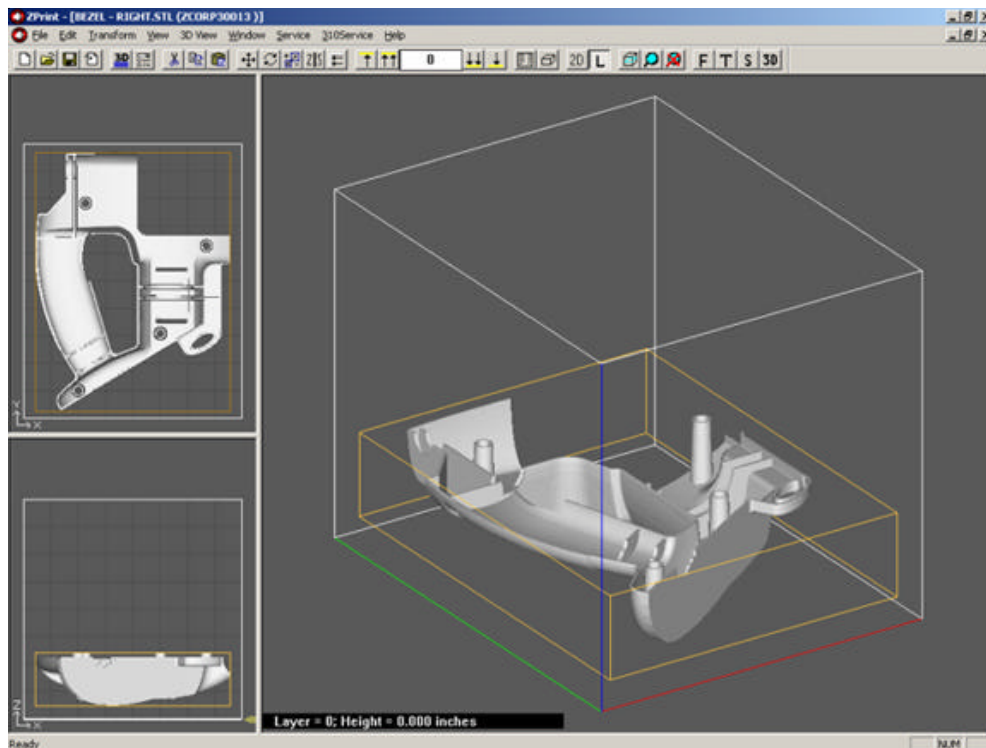 ZPrint - [BEZEL - RIGHT.STL (ZCORP30013 )]
File Edit Transform View 3D View Window Service 310Service Help
3D 0 2D L F T S 3D
Y
X
Z
X
Layer = 0; Height = 0.000 inches
Ready NUM